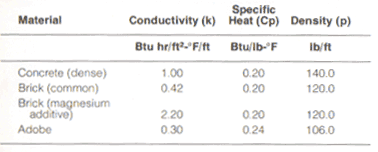 Material Conductivity (k) Specific Heat (Cp) Density (p)
Btu hr/ft²-°F/ft Btu/lb-°F lb/ft
Concrete (dense) 1.00 0.20 140.0
Brick (common) 0.42 0.20 120.0
Brick (magnesium additive) 2.20 0.20 120.0
Adobe 0.30 0.24 106.0